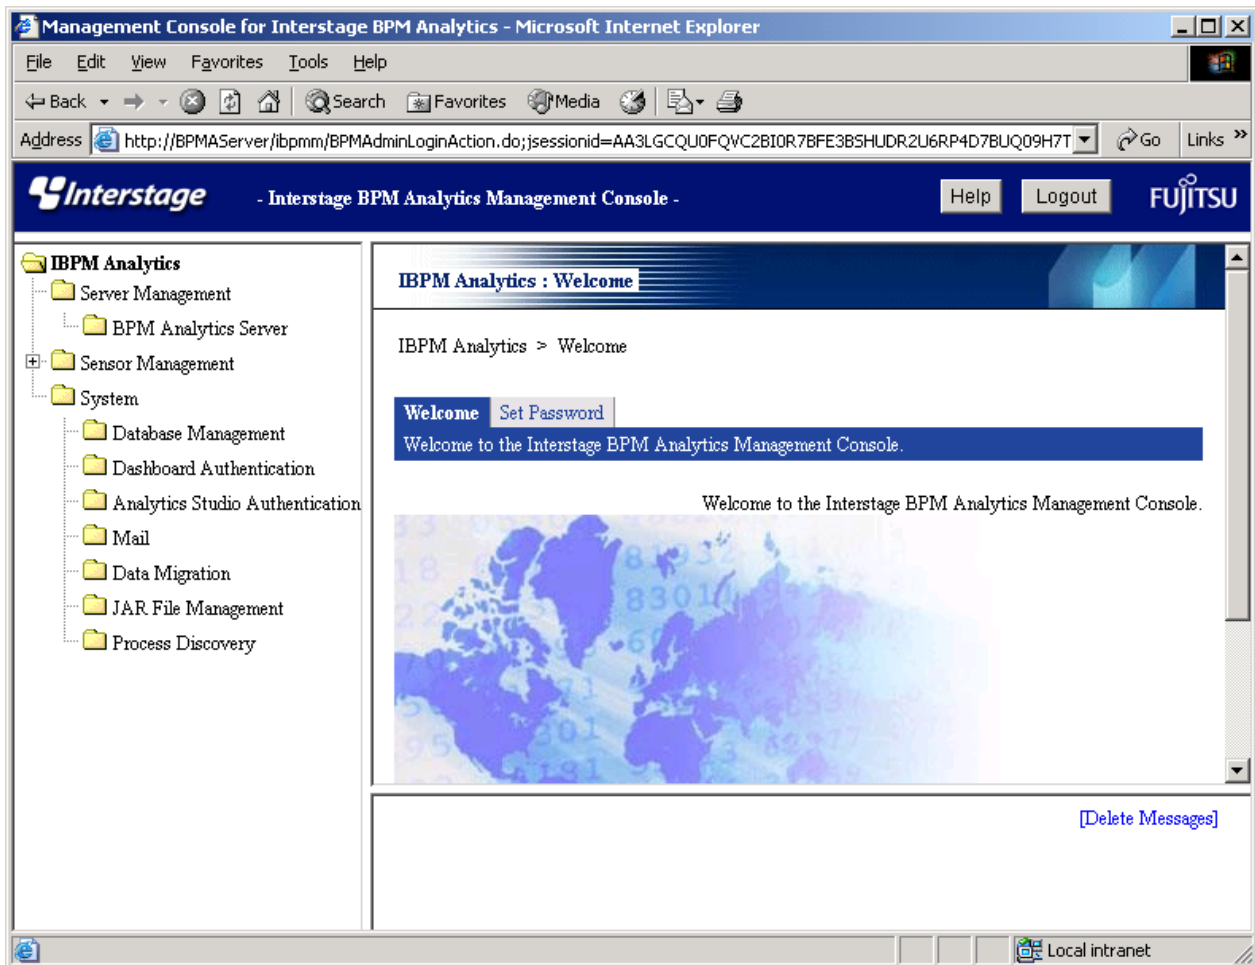 Management Console for Interstage BPM Analytics - Microsoft Internet Explorer
File Edit View Favorites Tools Help
Back Search Favorites Media
Address http://BPMAServer/ibpmm/BPMAdminLoginAction.do;jsessionid=AA3LGCQU0FQVC2BI0R7BFE3BSHUDR2U6RP4D7BUQ09H7T Go Links »
Interstage - Interstage BPM Analytics Management Console - Help Logout FUJITSU
IBPM Analytics
Server Management
BPM Analytics Server
Sensor Management
System
Database Management
Dashboard Authentication
Analytics Studio Authentication
Mail
Data Migration
JAR File Management
Process Discovery
IBPM Analytics : Welcome
IBPM Analytics > Welcome
Welcome Set Password
Welcome to the Interstage BPM Analytics Management Console.
Welcome to the Interstage BPM Analytics Management Console.
[Delete Messages]
Local intranet